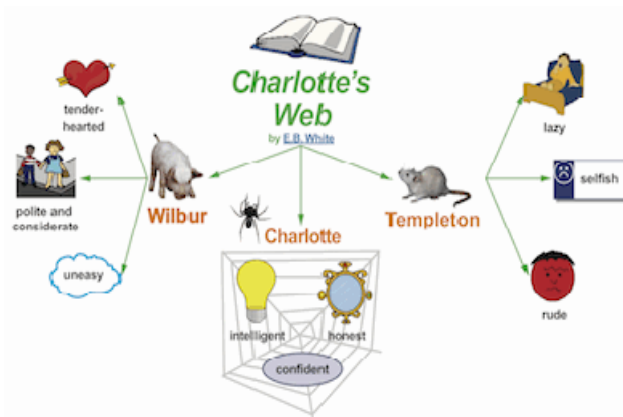 Charlotte's
Web
by E.B. White
tender-
hearted
polite and
considerate
uneasy
Wilbur
Charlotte
intelligent
honest
confident
Templeton
lazy
selfish
rude